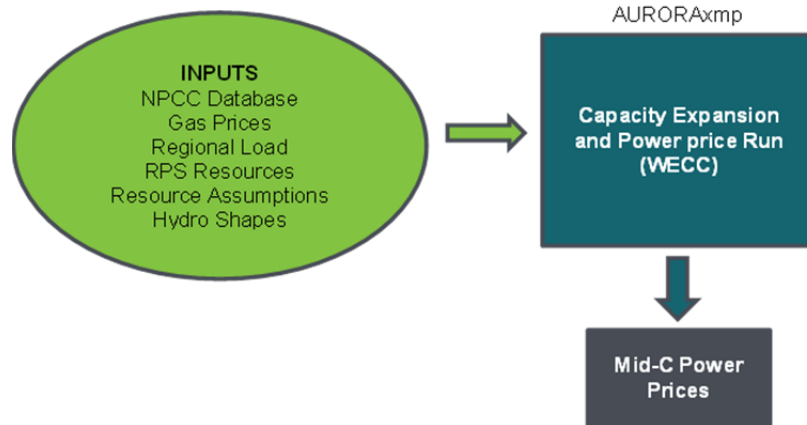 AURORAxmp
INPUTS
NPCC Database
Gas Prices
Regional Load
RPS Resources
Resource Assumptions
Hydro Shapes
Capacity Expansion
and Power price Run
(WECC)
Mid-C Power
Prices